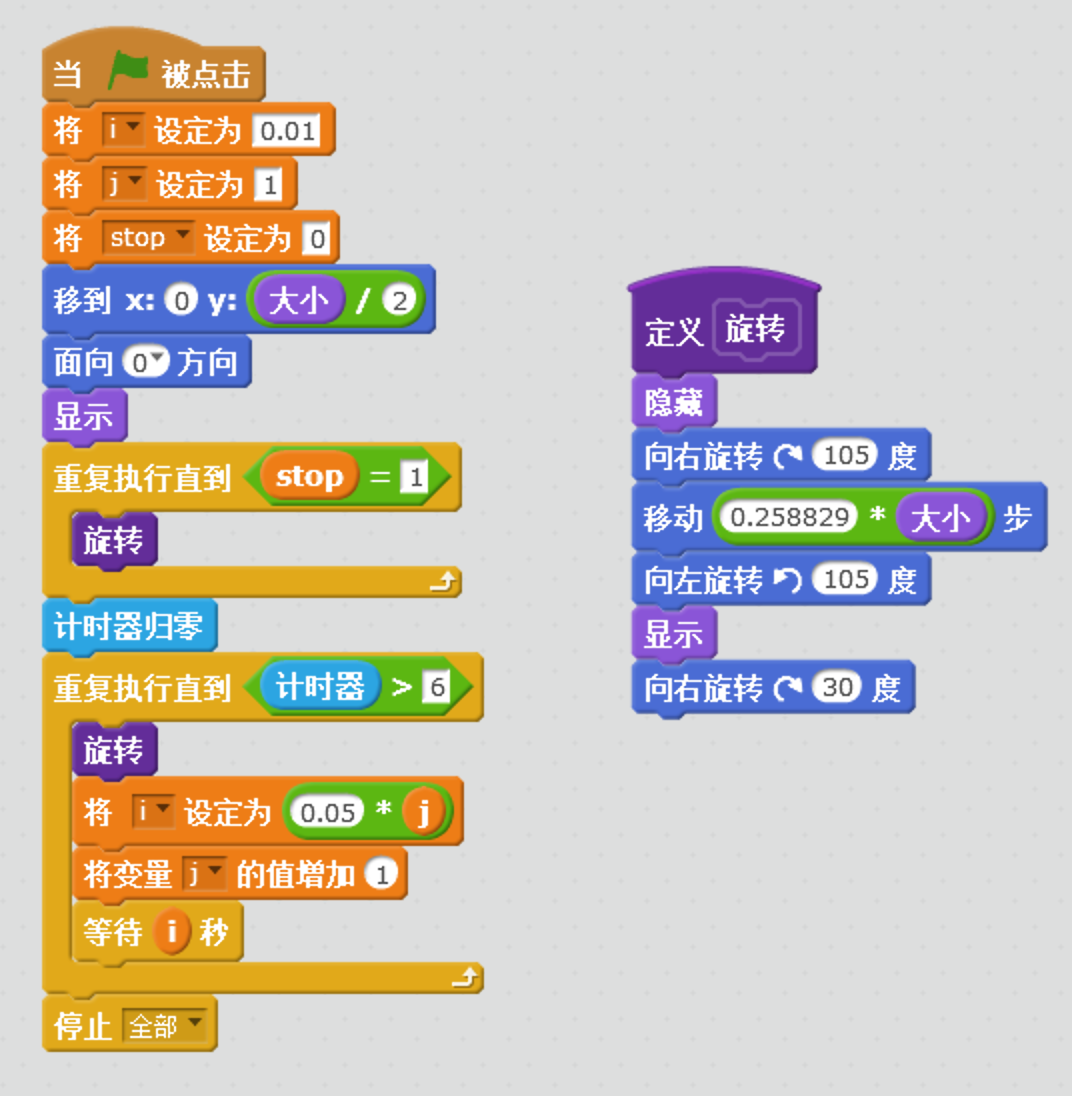 当 被点击
将 i 设定为 0.01
将 j 设定为 1
将 stop 设定为 0
移到 x: 0 y: 大小 / 2
面向 0 方向
显示
重复执行直到 stop = 1
旋转
计时器归零
重复执行直到 计时器 > 6
旋转
将 i 设定为 0.05 * j
将变量 j 的值增加 1
等待 i 秒
停止 全部
定义 旋转
隐藏
向右旋转 105 度
移动 0.258829 * 大小 步
向左旋转 105 度
显示
向右旋转 30 度